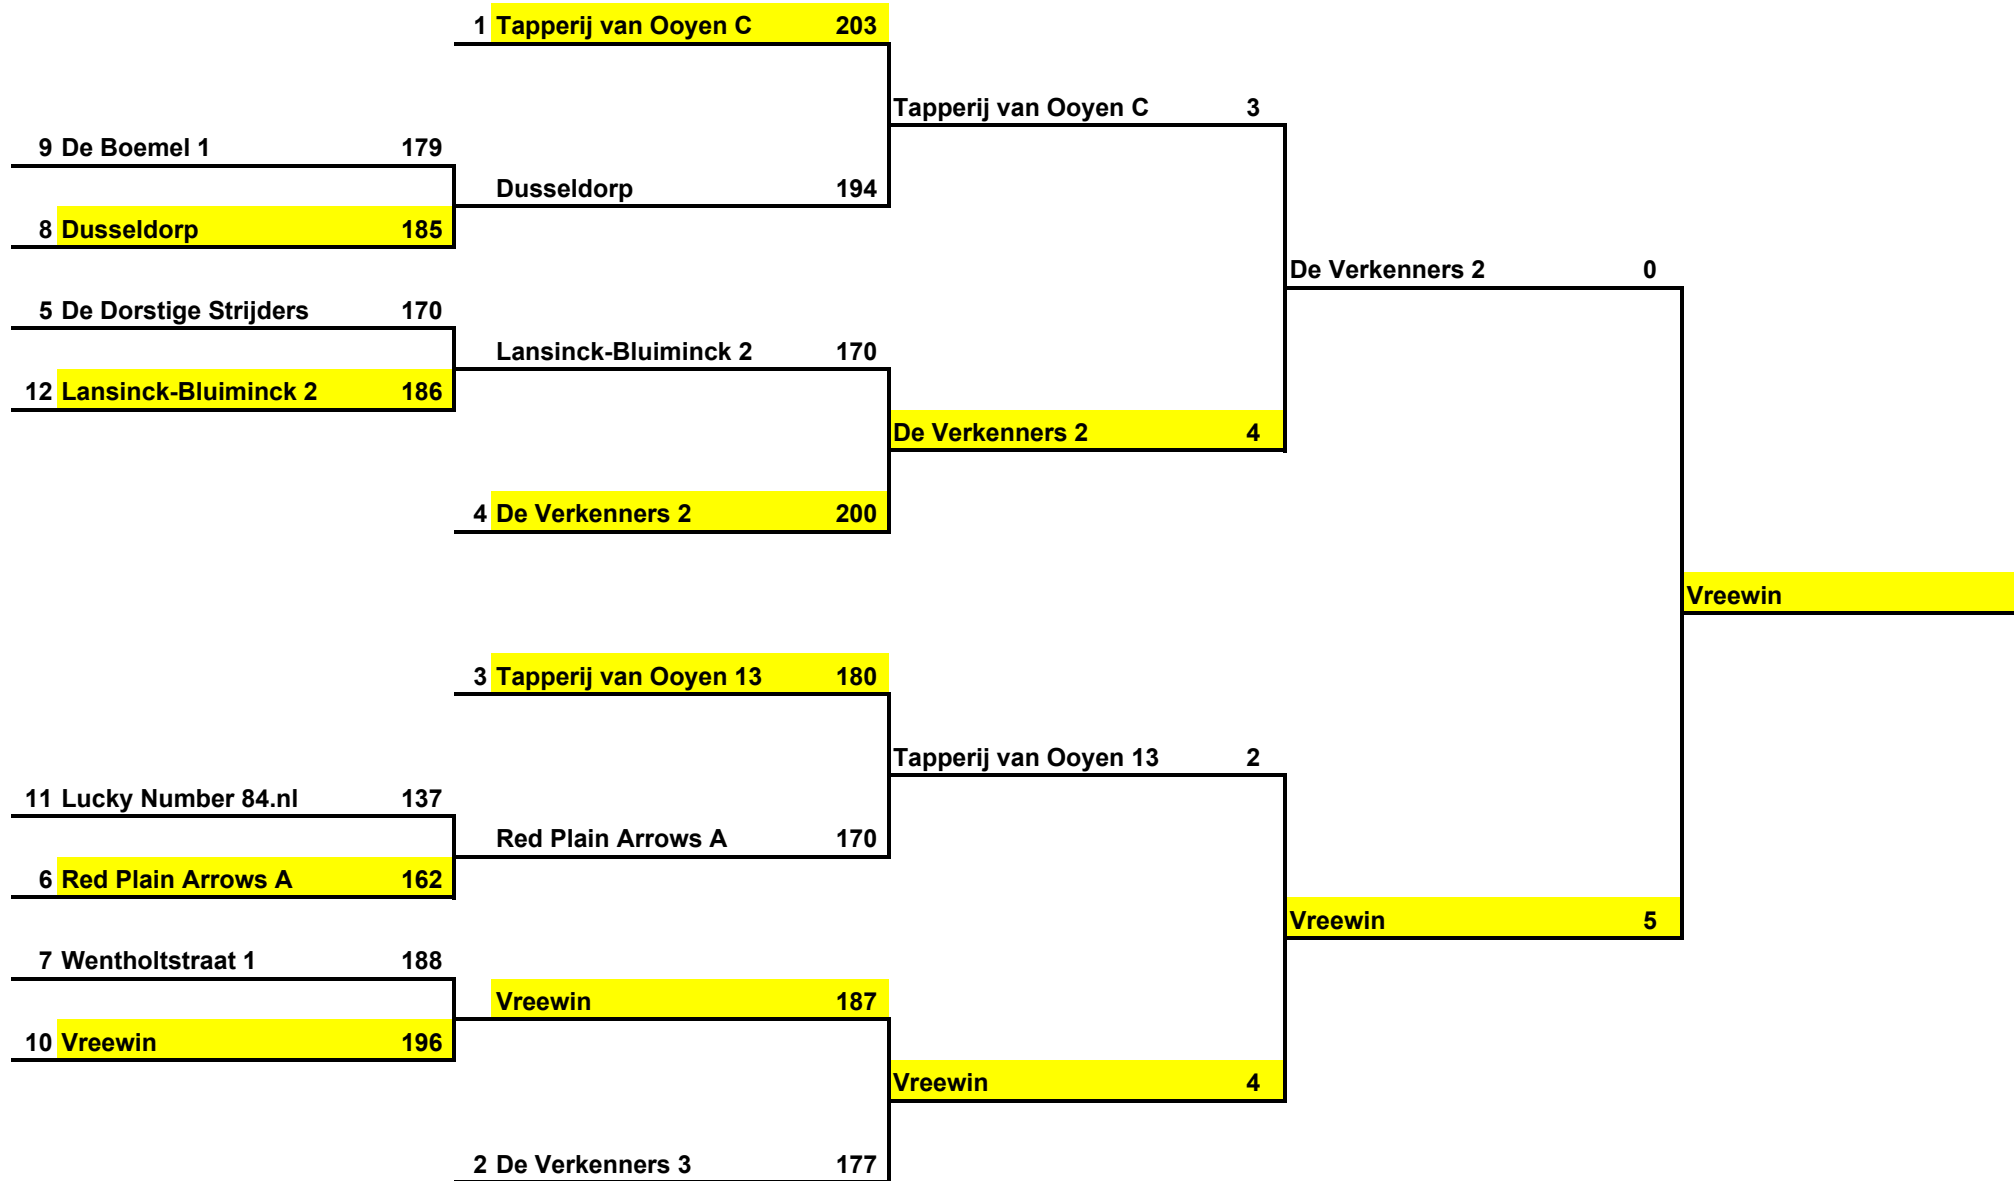 1 Tapperij van Ooyen C 203
Tapperij van Ooyen C 3
9 De Boemel 1 179
Dusseldorp 194
8 Dusseldorp 185
De Verkenners 2 0
5 De Dorstige Strijders 170
Lansinck-Bluiminck 2 170
12 Lansinck-Bluiminck 2 186
De Verkenners 2 4
4 De Verkenners 2 200
Vreewin
3 Tapperij van Ooyen 13 180
Tapperij van Ooyen 13 2
11 Lucky Number 84.nl 137
Red Plain Arrows A 170
6 Red Plain Arrows A 162
Vreewin 5
7 Wentholtstraat 1 188
Vreewin 187
10 Vreewin 196
Vreewin 4
2 De Verkenners 3 177